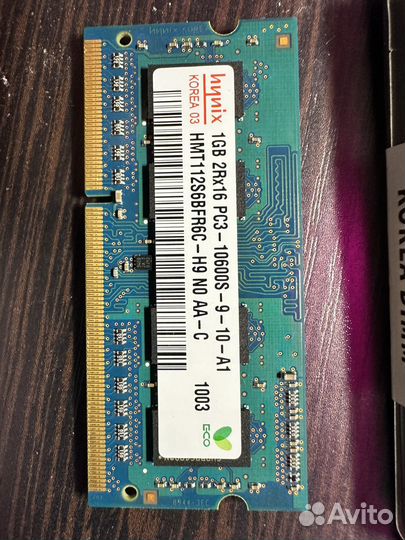 hynix
KOREA 03
1GB 2Rx16 PC3-10600S-9-10-A1
HMT112S6BFR6C-H9 N0 AA-C
1003
ECO
Avito